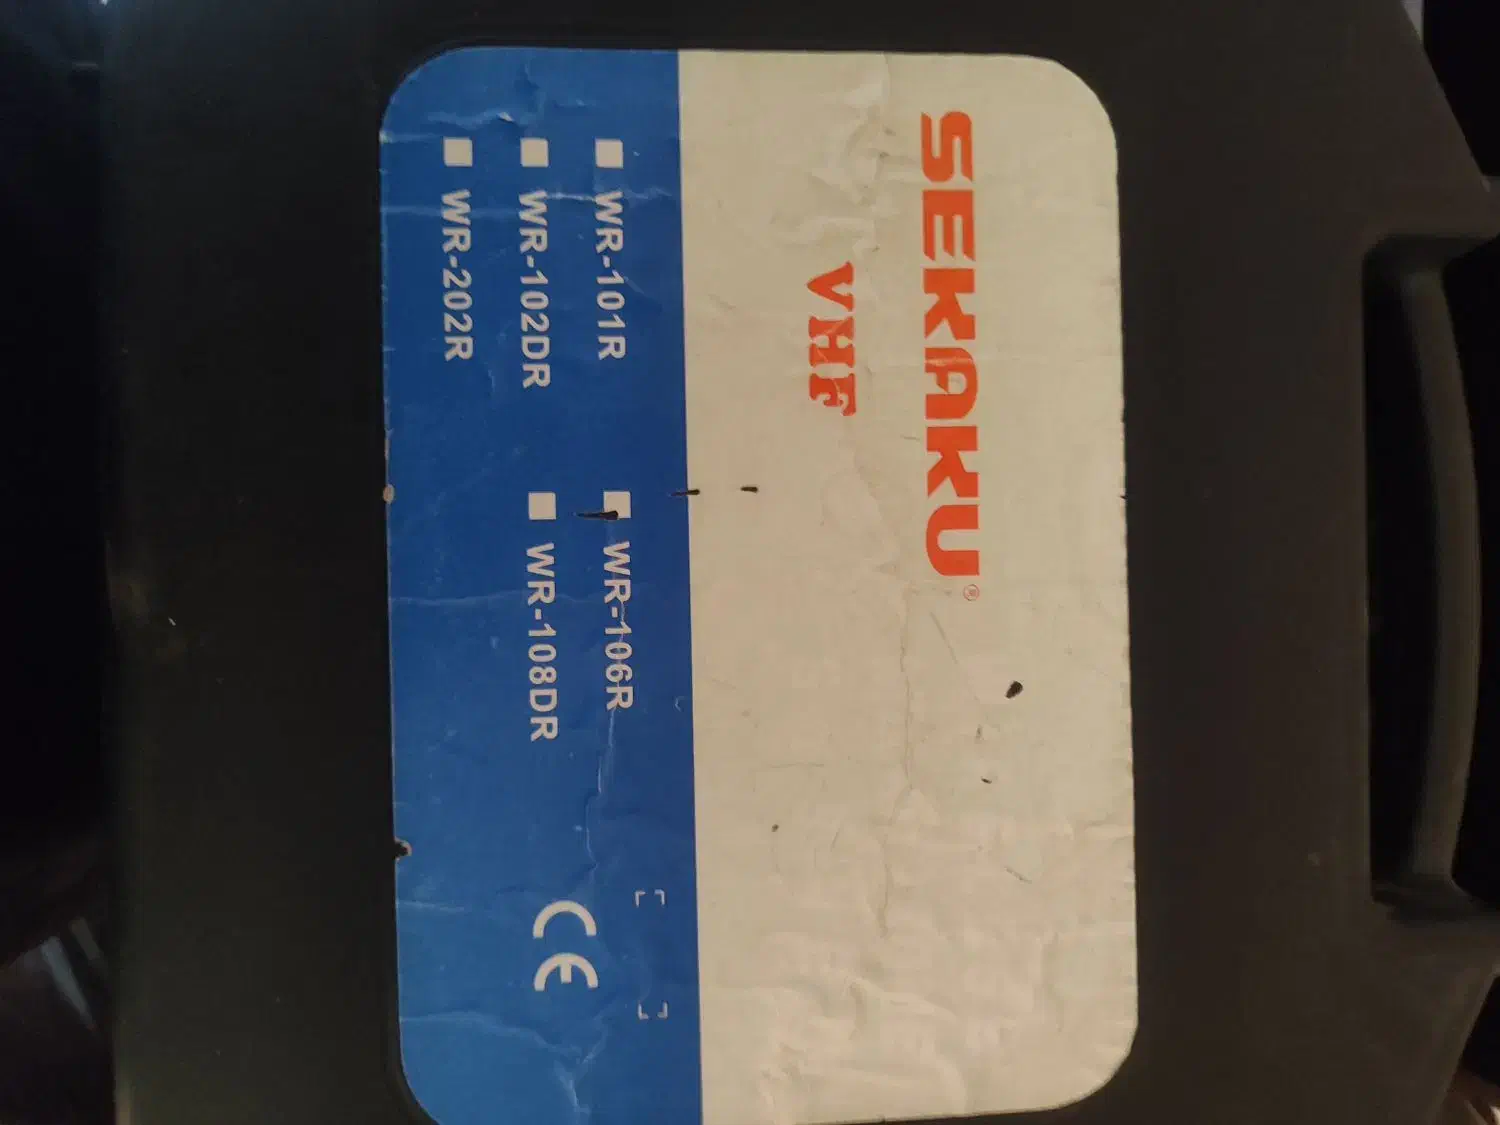 SEKAKU®
VHF
WR-101R
WR-106R
WR-102DR
WR-108DR
WR-202R
CE